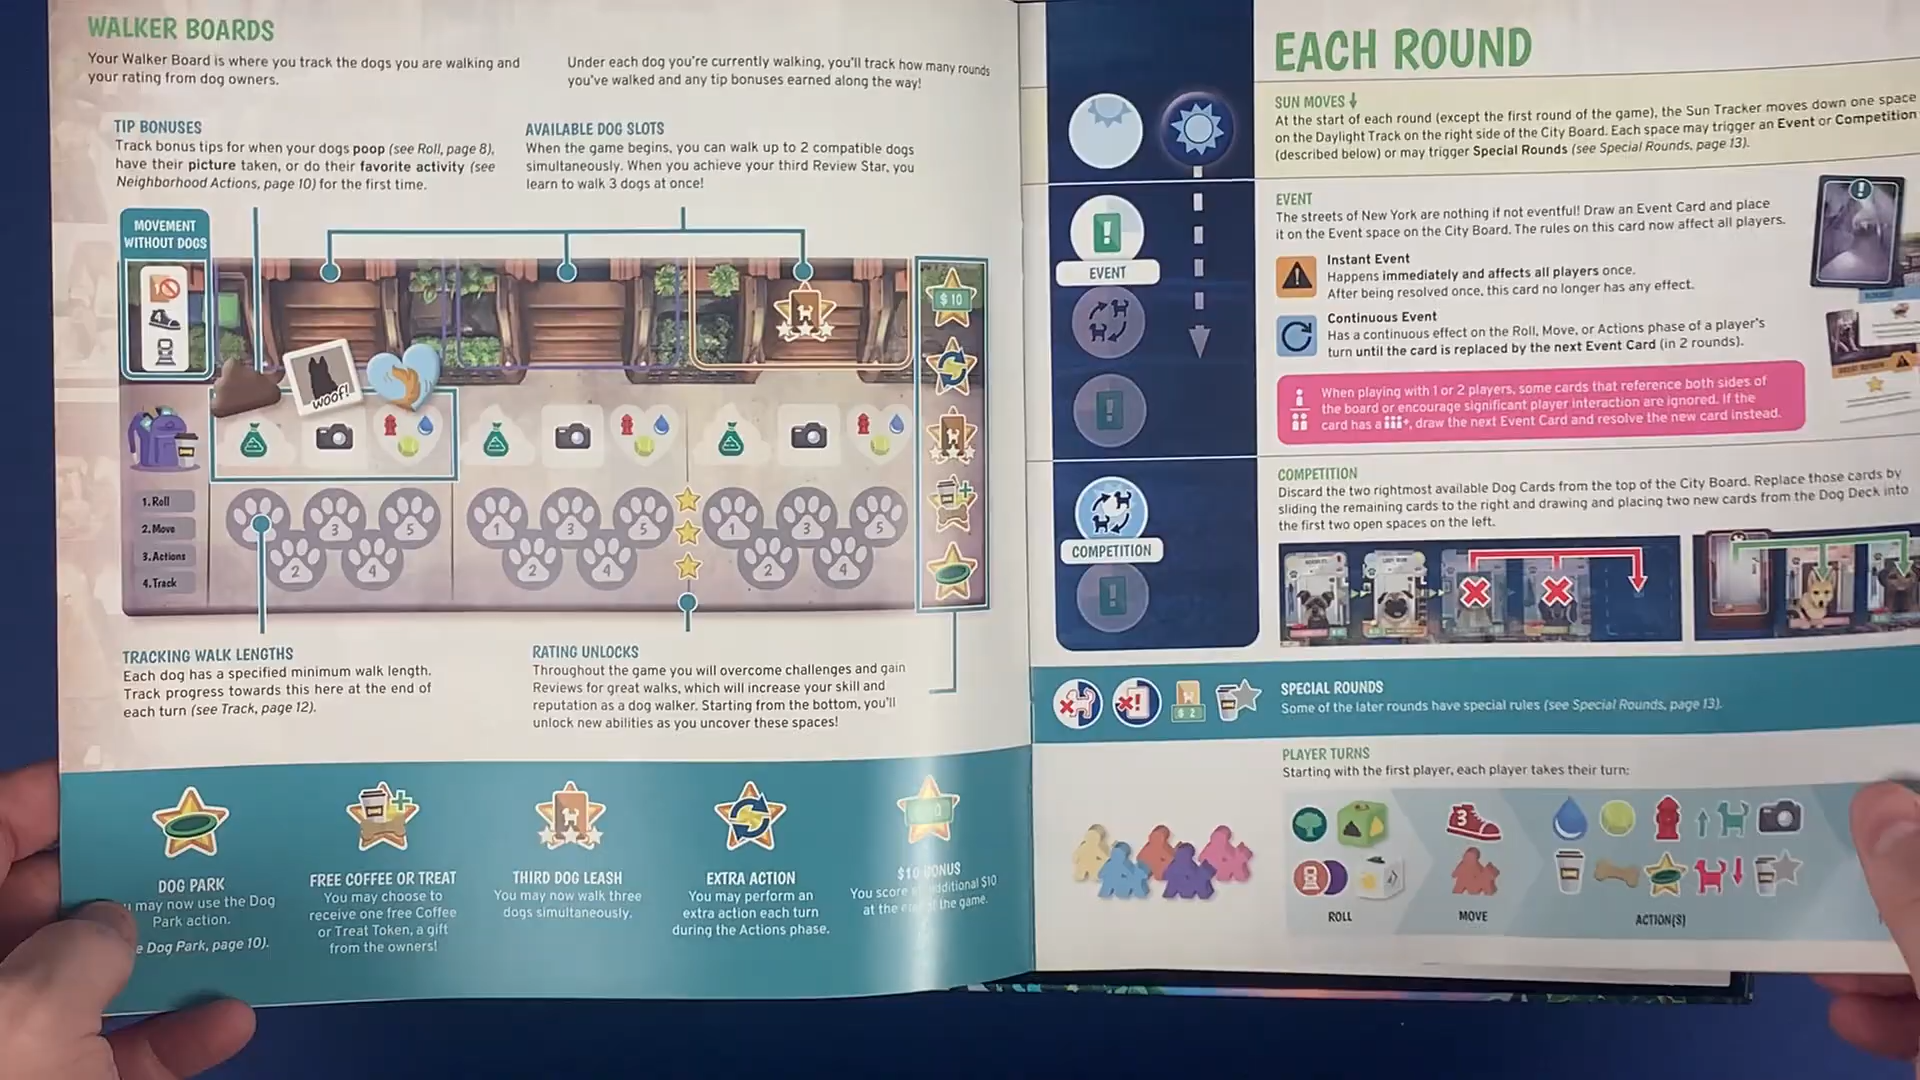 WALKER BOARDS
Your Walker Board is where you track the dogs you are walking and
your rating from dog owners.
Under each dog you're currently walking, you'll track how many rounds
you've walked and any tip bonuses earned along the way!
TIP BONUSES
Track bonus tips for when your dogs poop (see Roll, page 8),
have their picture taken, or do their favorite activity (see
Neighborhood Actions, page 10) for the first time.
AVAILABLE DOG SLOTS
When the game begins, you can walk up to 2 compatible dogs
simultaneously. When you achieve your third Review Star, you
learn to walk 3 dogs at once!
MOVEMENT
WITHOUT DOGS
4
$10
woof!
1. Roll
2. Move
3. Actions
4. Track
3 5
2 4
1 3 5
2 4
1 3 5
2 4
TRACKING WALK LENGTHS
Each dog has a specified minimum walk length.
Track progress towards this here at the end of
each turn (see Track, page 12).
RATING UNLOCKS
Throughout the game you will overcome challenges and gain
Reviews for great walks, which will increase your skill and
reputation as a dog walker. Starting from the bottom, you'll
unlock new abilities as you uncover these spaces!
DOG PARK
may now use the Dog
Park action.
Dog Park, page 10).
FREE COFFEE OR TREAT
You may choose to
receive one free Coffee
or Treat Token, a gift
from the owners!
THIRD DOG LEASH
You may now walk three
dogs simultaneously.
EXTRA ACTION
You may perform an
extra action each turn
during the Actions phase.
$10 BONUS
You score additional $10
at the of the game.
EACH ROUND
SUN MOVES
At the start of each round (except the first round of the game), the Sun Tracker moves down one space
on the Daylight Track on the right side of the City Board. Each space may trigger an Event or Competition
(described below) or may trigger Special Rounds (see Special Rounds, page 13).
EVENT
EVENT
The streets of New York are nothing if not eventful! Draw an Event Card and place
it on the Event space on the City Board. The rules on this card now affect all players.
Instant Event
Happens immediately and affects all players once.
After being resolved once, this card no longer has any effect.
Continuous Event
Has a continuous effect on the Roll, Move, or Actions phase of a player's
turn until the card is replaced by the next Event Card (in 2 rounds).
When playing with 1 or 2 players, some cards that reference both sides of
the board or encourage significant player interaction are ignored. If the
card has a +, draw the next Event Card and resolve the new card instead.
COMPETITION
COMPETITION
Discard the two rightmost available Dog Cards from the top of the City Board. Replace those cards by
sliding the remaining cards to the right and drawing and placing two new cards from the Dog Deck into
the first two open spaces on the left.
$2
SPECIAL ROUNDS
Some of the later rounds have special rules (see Special Rounds, page 13).
PLAYER TURNS
Starting with the first player, each player takes their turn:
3
ROLL
MOVE
ACTION(S)